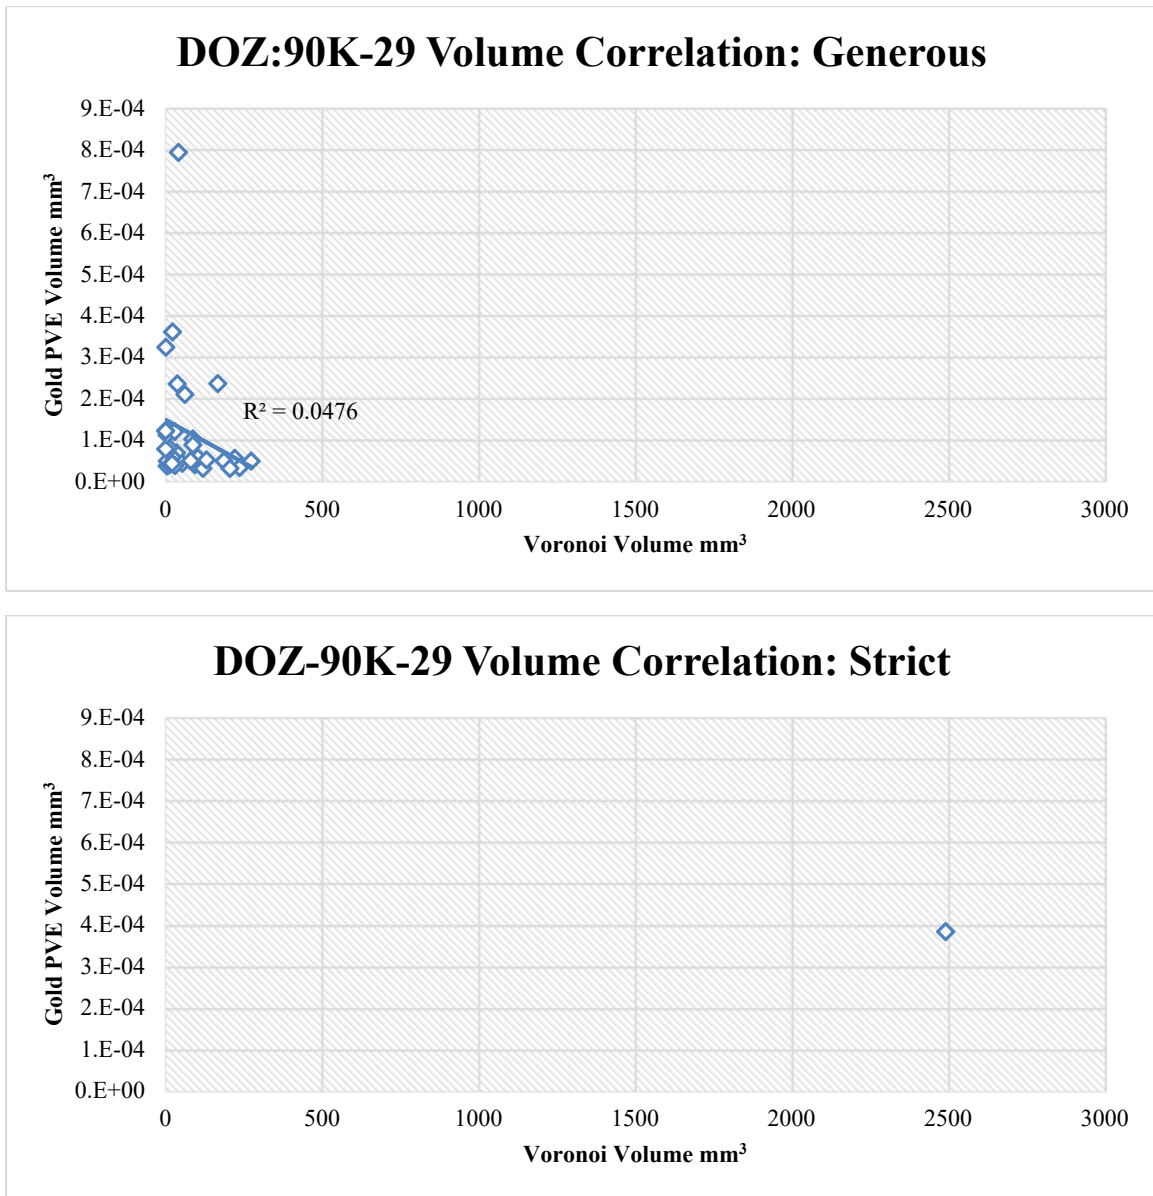 DOZ:90K-29 Volume Correlation: Generous
9.E-04
8.E-04
7.E-04
6.E-04
5.E-04
4.E-04
3.E-04
2.E-04
1.E-04
0.E+00
Gold PVE Volume mm³
R² = 0.0476
0 500 1000 1500 2000 2500 3000
Voronoi Volume mm³
DOZ-90K-29 Volume Correlation: Strict
9.E-04
8.E-04
7.E-04
6.E-04
5.E-04
4.E-04
3.E-04
2.E-04
1.E-04
0.E+00
Gold PVE Volume mm³
0 500 1000 1500 2000 2500 3000
Voronoi Volume mm³